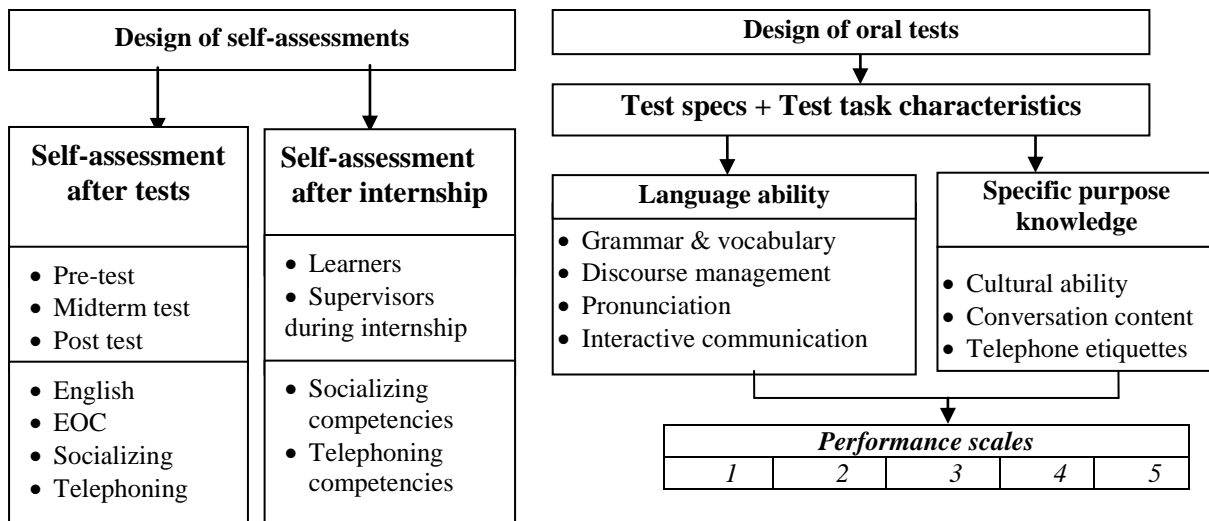 Design of self-assessments
Self-assessment
after tests
• Pre-test
• Midterm test
• Post test
• English
• EOC
• Socializing
• Telephoning
Self-assessment
after internship
• Learners
• Supervisors
during internship
• Socializing
competencies
• Telephoning
competencies
Design of oral tests
Test specs + Test task characteristics
Language ability
• Grammar & vocabulary
• Discourse management
• Pronunciation
• Interactive communication
Specific purpose
knowledge
• Cultural ability
• Conversation content
• Telephone etiquettes
Performance scales
1 2 3 4 5